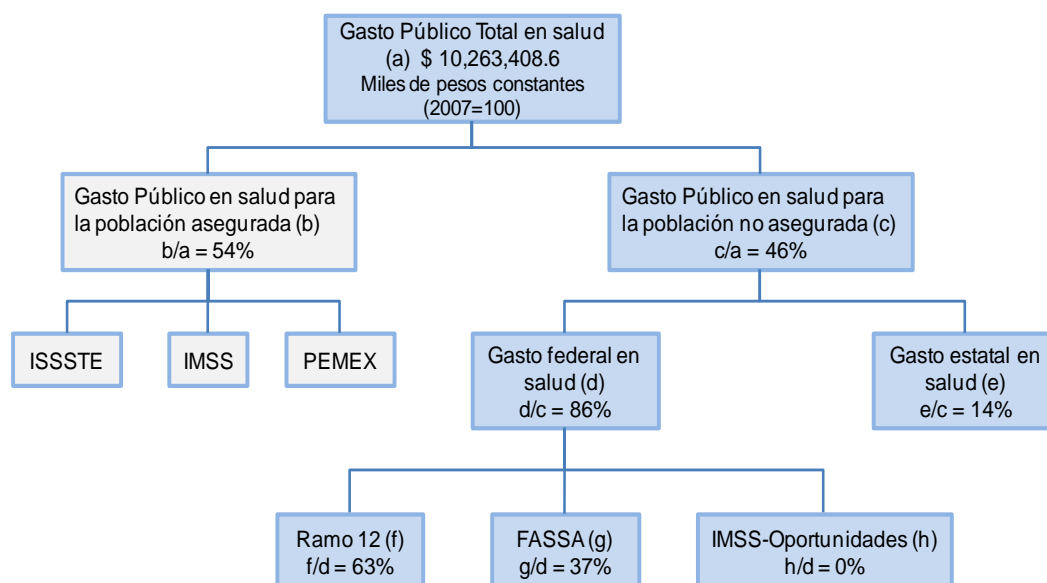 Gasto Público Total en salud
(a) $ 10,263,408.6
Miles de pesos constantes
(2007=100)
Gasto Público en salud para
la población asegurada (b)
b/a = 54%
Gasto Público en salud para
la población no asegurada (c)
c/a = 46%
ISSSTE
IMSS
PEMEX
Gasto federal en
salud (d)
d/c = 86%
Gasto estatal en
salud (e)
e/c = 14%
Ramo 12 (f)
f/d = 63%
FASSA (g)
g/d = 37%
IMSS-Oportunidades (h)
h/d = 0%